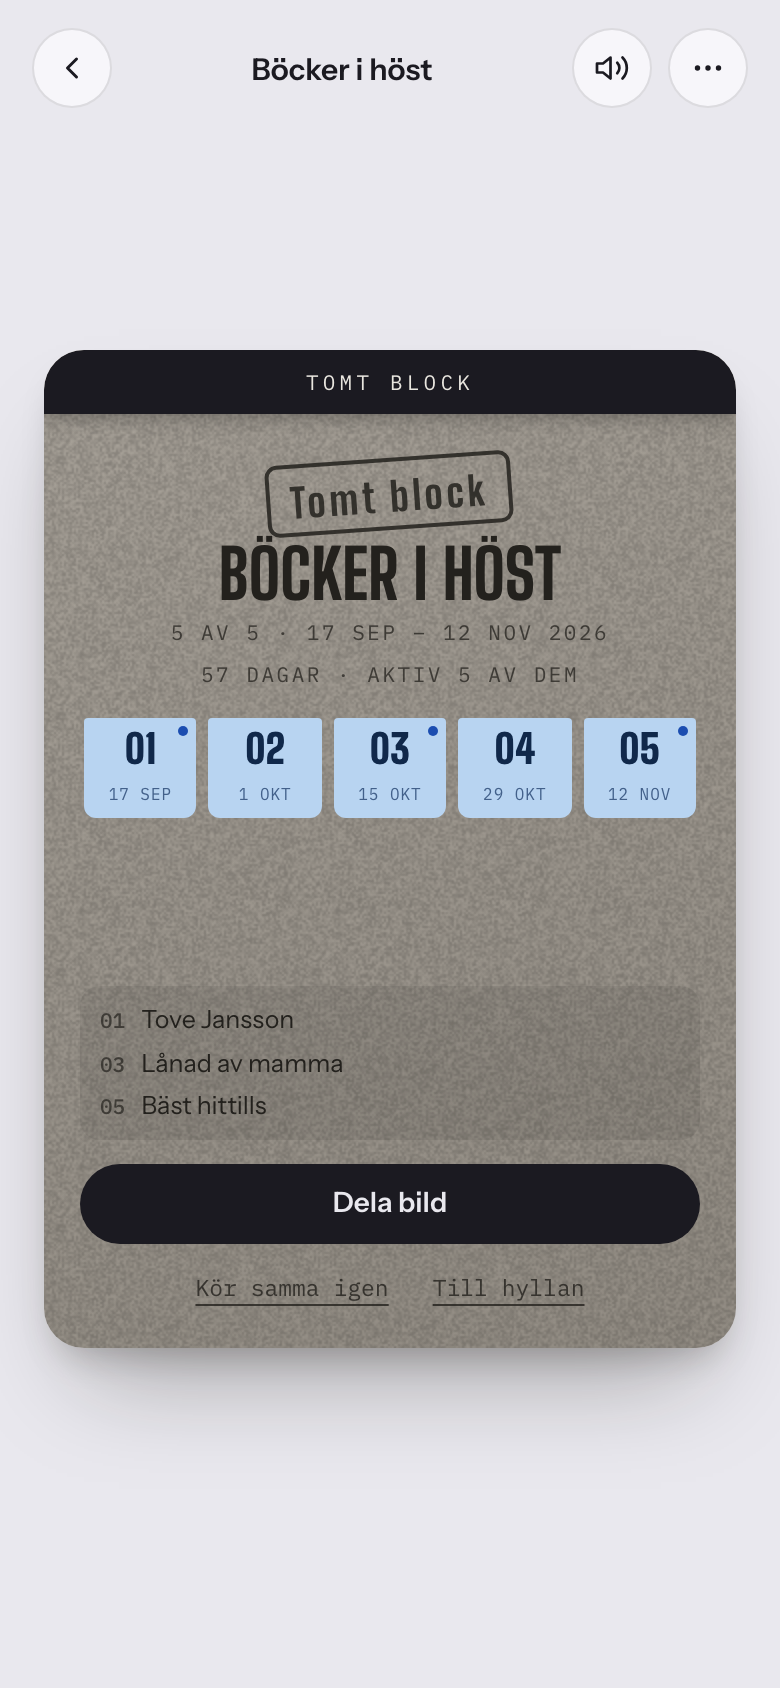 Böcker i höst
TOMT BLOCK
Tomt block
BÖCKER I HÖST
5 AV 5 · 17 SEP – 12 NOV 2026
57 DAGAR · AKTIV 5 AV DEM
01 02 03 04 05
17 SEP 1 OKT 15 OKT 29 OKT 12 NOV
01 Tove Jansson
03 Lånad av mamma
05 Bäst hittills
Dela bild
Kör samma igen Till hyllan